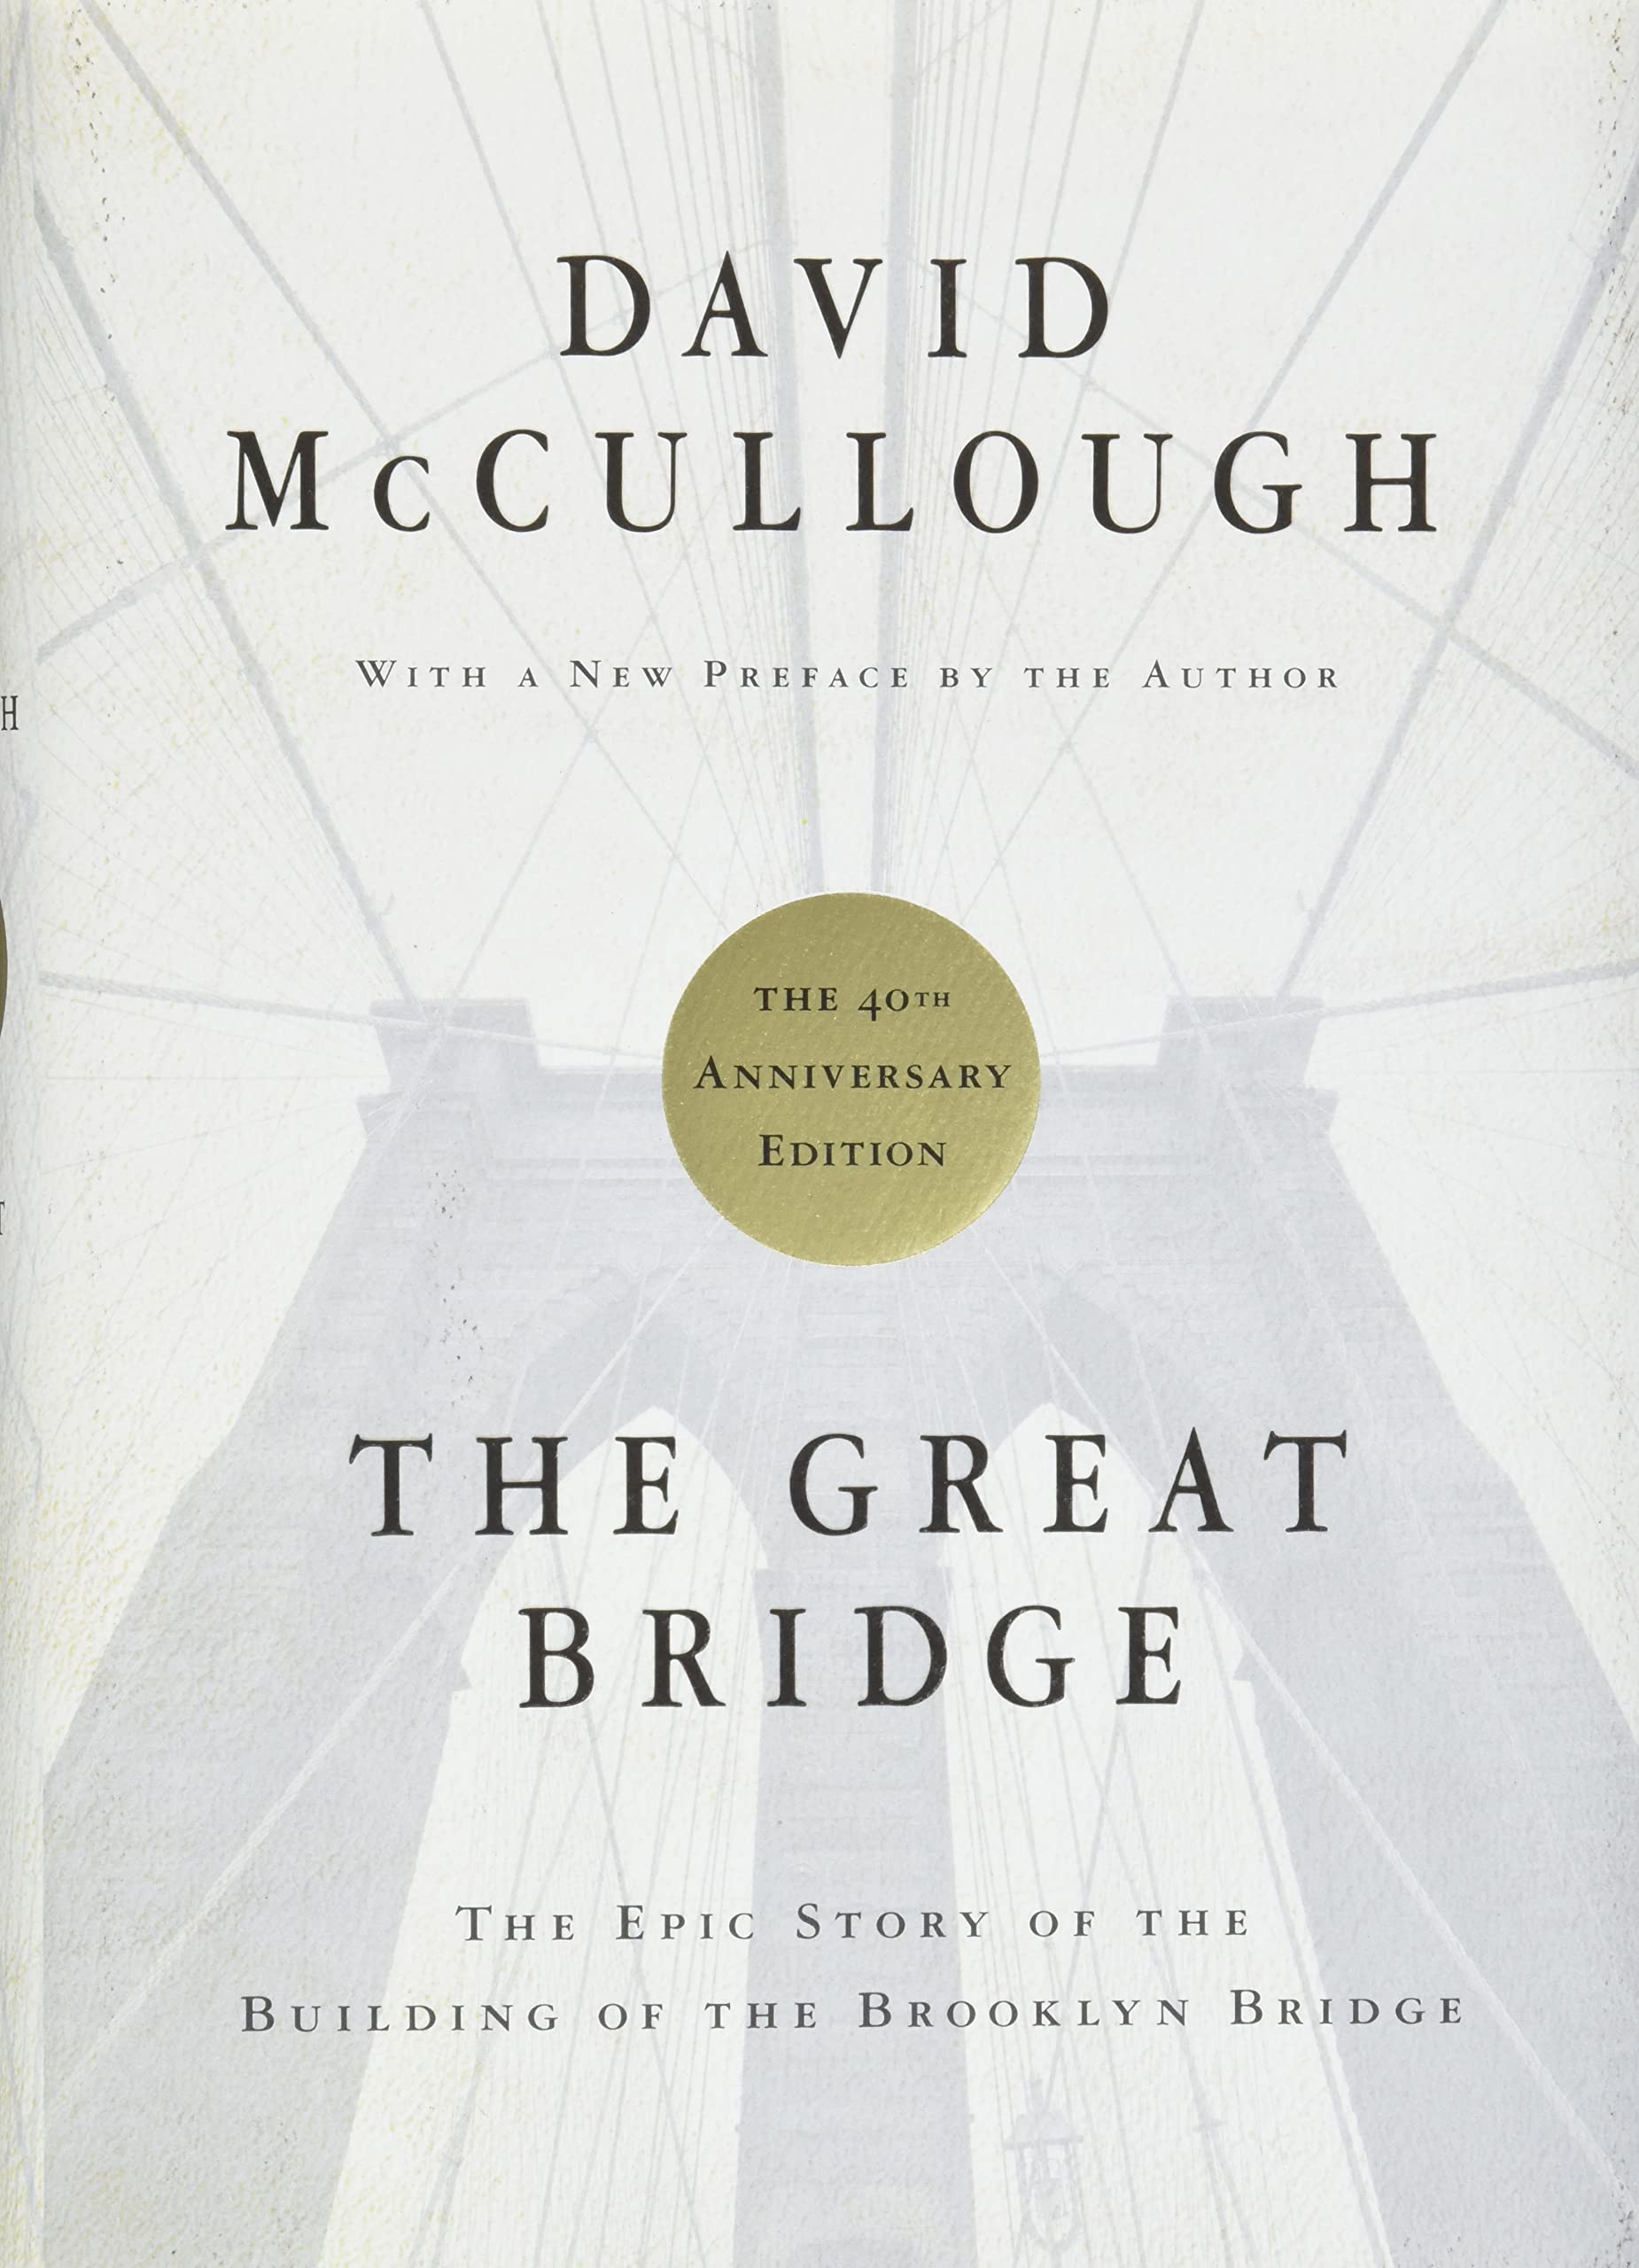 DAVID
McCULLOUGH
WITH A NEW PREFACE BY THE AUTHOR
H
THE 40TH
ANNIVERSARY
EDITION
T
THE GREAT
BRIDGE
THE EPIC STORY OF THE
BUILDING OF THE BROOKLYN BRIDGE